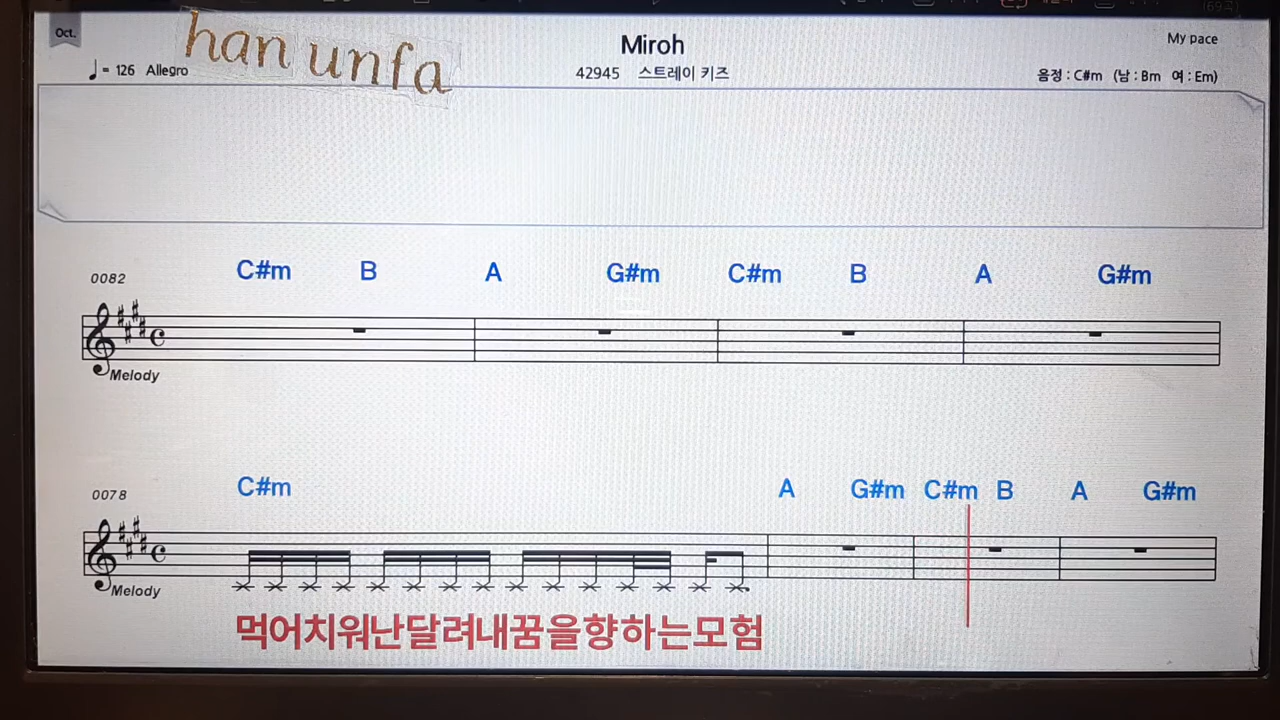 Oct.
han unfa
Miroh
My pace
♩= 126 Allegro
42945 스트레이 키즈
음정 : C#m (남 : Bm 여 : Em)
C#m B A G#m C#m B A G#m
0082
Melody
C#m A G#m C#m B A G#m
0078
Melody
먹어치워난달려내꿈을향하는모험